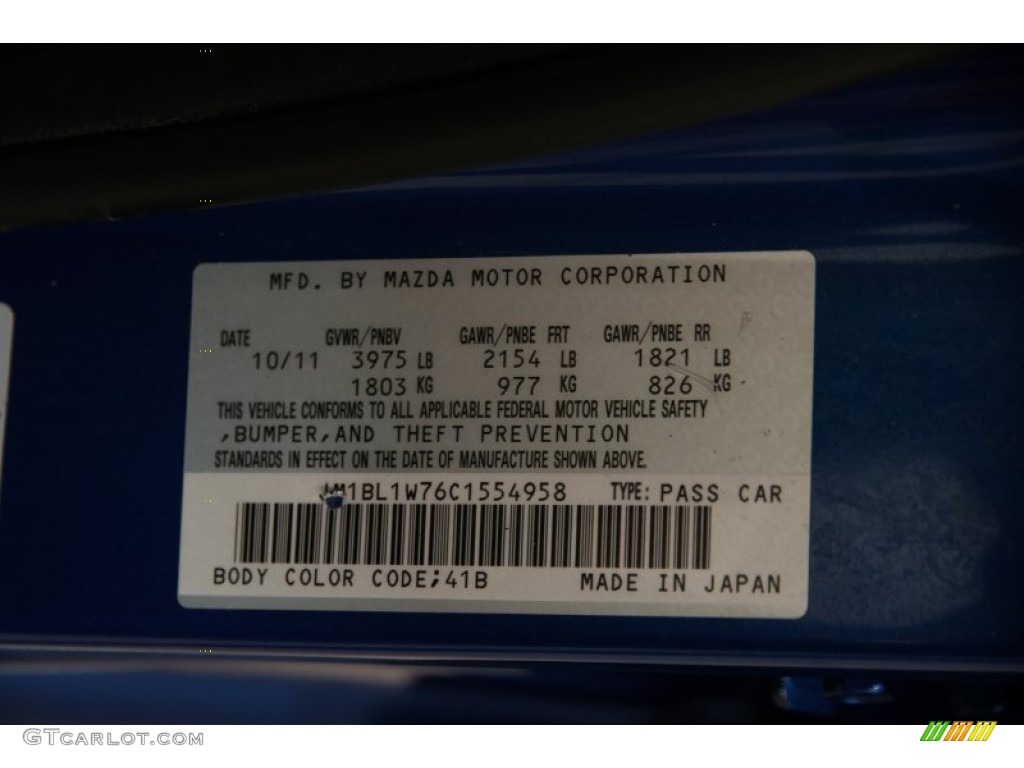 MFD. BY MAZDA MOTOR CORPORATION
DATE GVWR/PNBV GAWR/PNBE FRT GAWR/PNBE RR
10/11 3975 LB 2154 LB 1821 LB
1803 KG 977 KG 826 KG
THIS VEHICLE CONFORMS TO ALL APPLICABLE FEDERAL MOTOR VEHICLE SAFETY
,BUMPER,AND THEFT PREVENTION
STANDARDS IN EFFECT ON THE DATE OF MANUFACTURE SHOWN ABOVE.
JM1BL1W76C1554958 TYPE: PASS CAR
BODY COLOR CODE;41B MADE IN JAPAN
GTCarlot.com